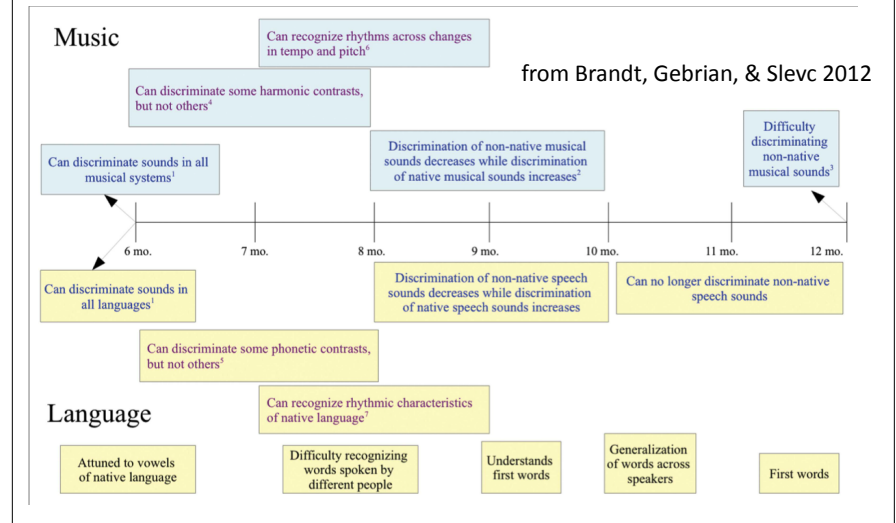 Music
Can recognize rhythms across changes
in tempo and pitch6
from Brandt, Gebrian, & Slevc 2012
Can discriminate some harmonic contrasts,
but not others4
Can discriminate sounds in all
musical systems1
Discrimination of non-native musical
sounds decreases while discrimination
of native musical sounds increases2
Difficulty
discriminating
non-native
musical sounds3
6 mo.
7 mo.
8 mo.
9 mo.
10 mo.
11 mo.
12 mo.
Can discriminate sounds in
all languages1
Discrimination of non-native speech
sounds decreases while discrimination
of native speech sounds increases
Can no longer discriminate non-native
speech sounds
Can discriminate some phonetic contrasts,
but not others5
Can recognize rhythmic characteristics
of native language7
Language
Attuned to vowels
of native language
Difficulty recognizing
words spoken by
different people
Understands
first words
Generalization
of words across
speakers
First words